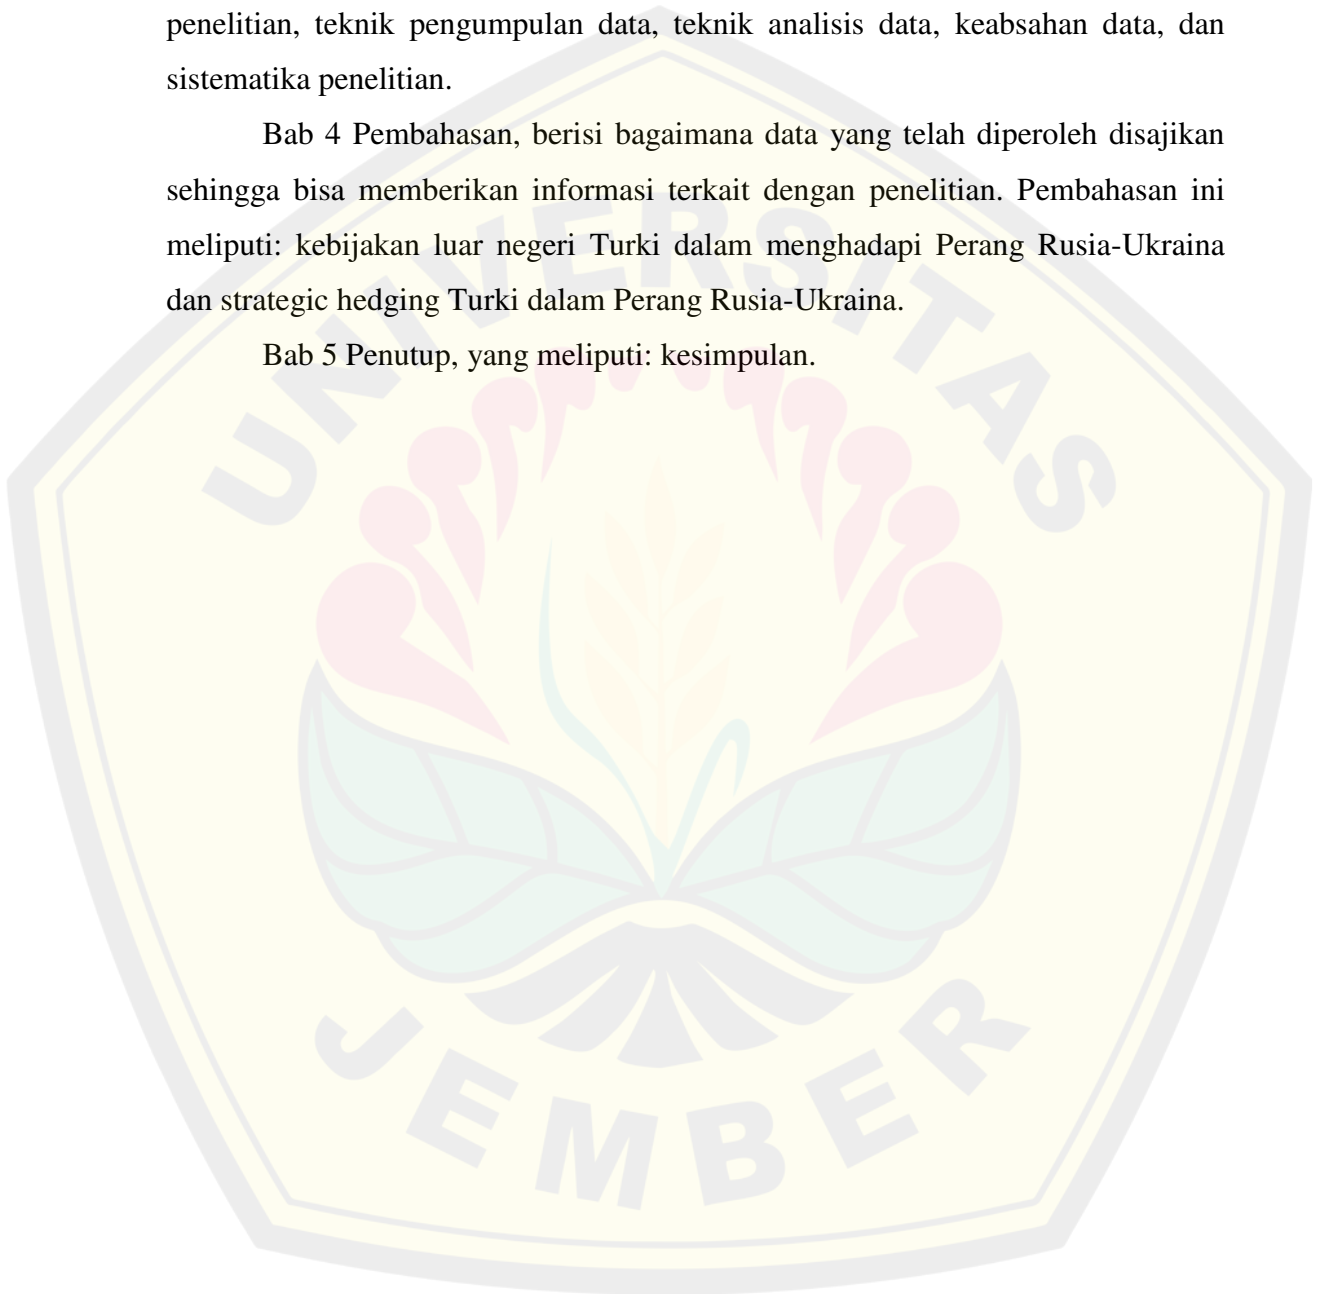 penelitian, teknik pengumpulan data, teknik analisis data, keabsahan data, dan
sistematika penelitian.
Bab 4 Pembahasan, berisi bagaimana data yang telah diperoleh disajikan
sehingga bisa memberikan informasi terkait dengan penelitian. Pembahasan ini
meliputi: kebijakan luar negeri Turki dalam menghadapi Perang Rusia-Ukraina
dan strategic hedging Turki dalam Perang Rusia-Ukraina.
Bab 5 Penutup, yang meliputi: kesimpulan.
UNIVERSITAS
JEMBER